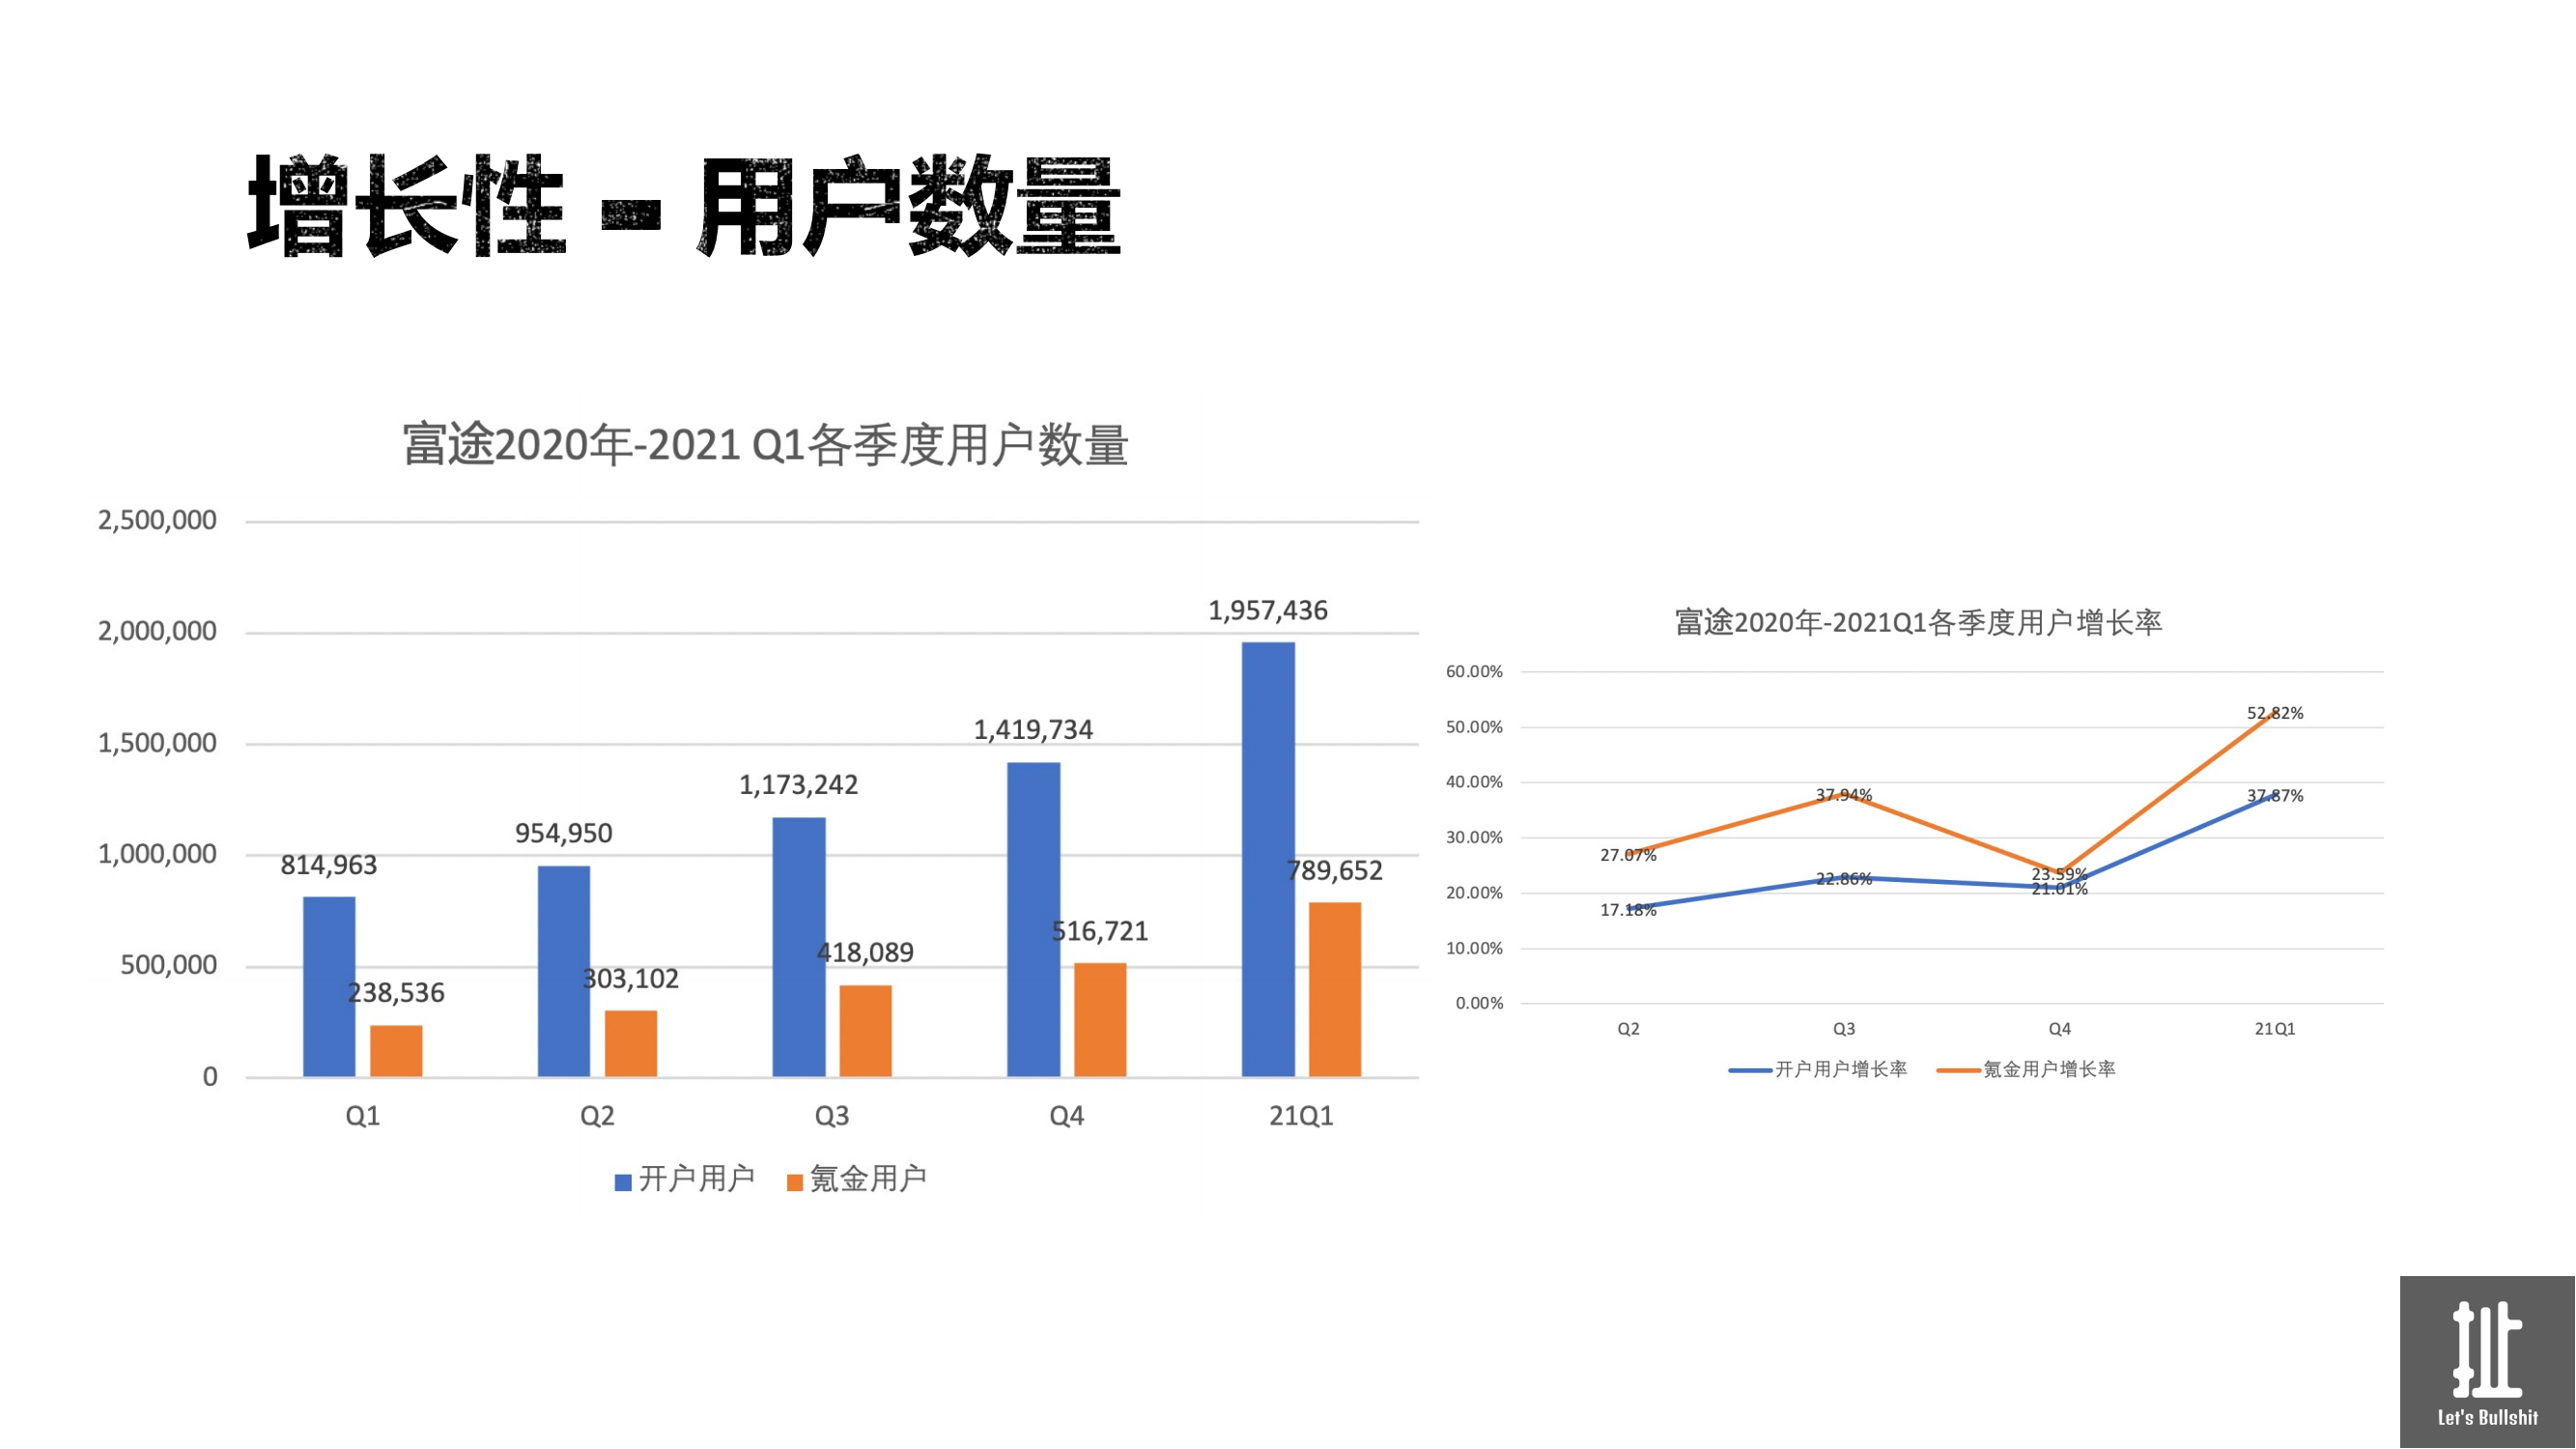 增长性 - 用户数量
富途2020年-2021 Q1各季度用户数量
2,500,000
2,000,000
1,500,000
1,000,000
500,000
0
814,963
238,536
954,950
303,102
1,173,242
418,089
1,419,734
516,721
1,957,436
789,652
Q1
Q2
Q3
Q4
21Q1
开户用户
氪金用户
富途2020年-2021Q1各季度用户增长率
60.00%
50.00%
40.00%
30.00%
20.00%
10.00%
0.00%
27.07%
17.18%
37.94%
22.86%
23.59%
21.01%
52.82%
37.87%
Q2
Q3
Q4
21Q1
开户用户增长率
氪金用户增长率
Let's Bullshit